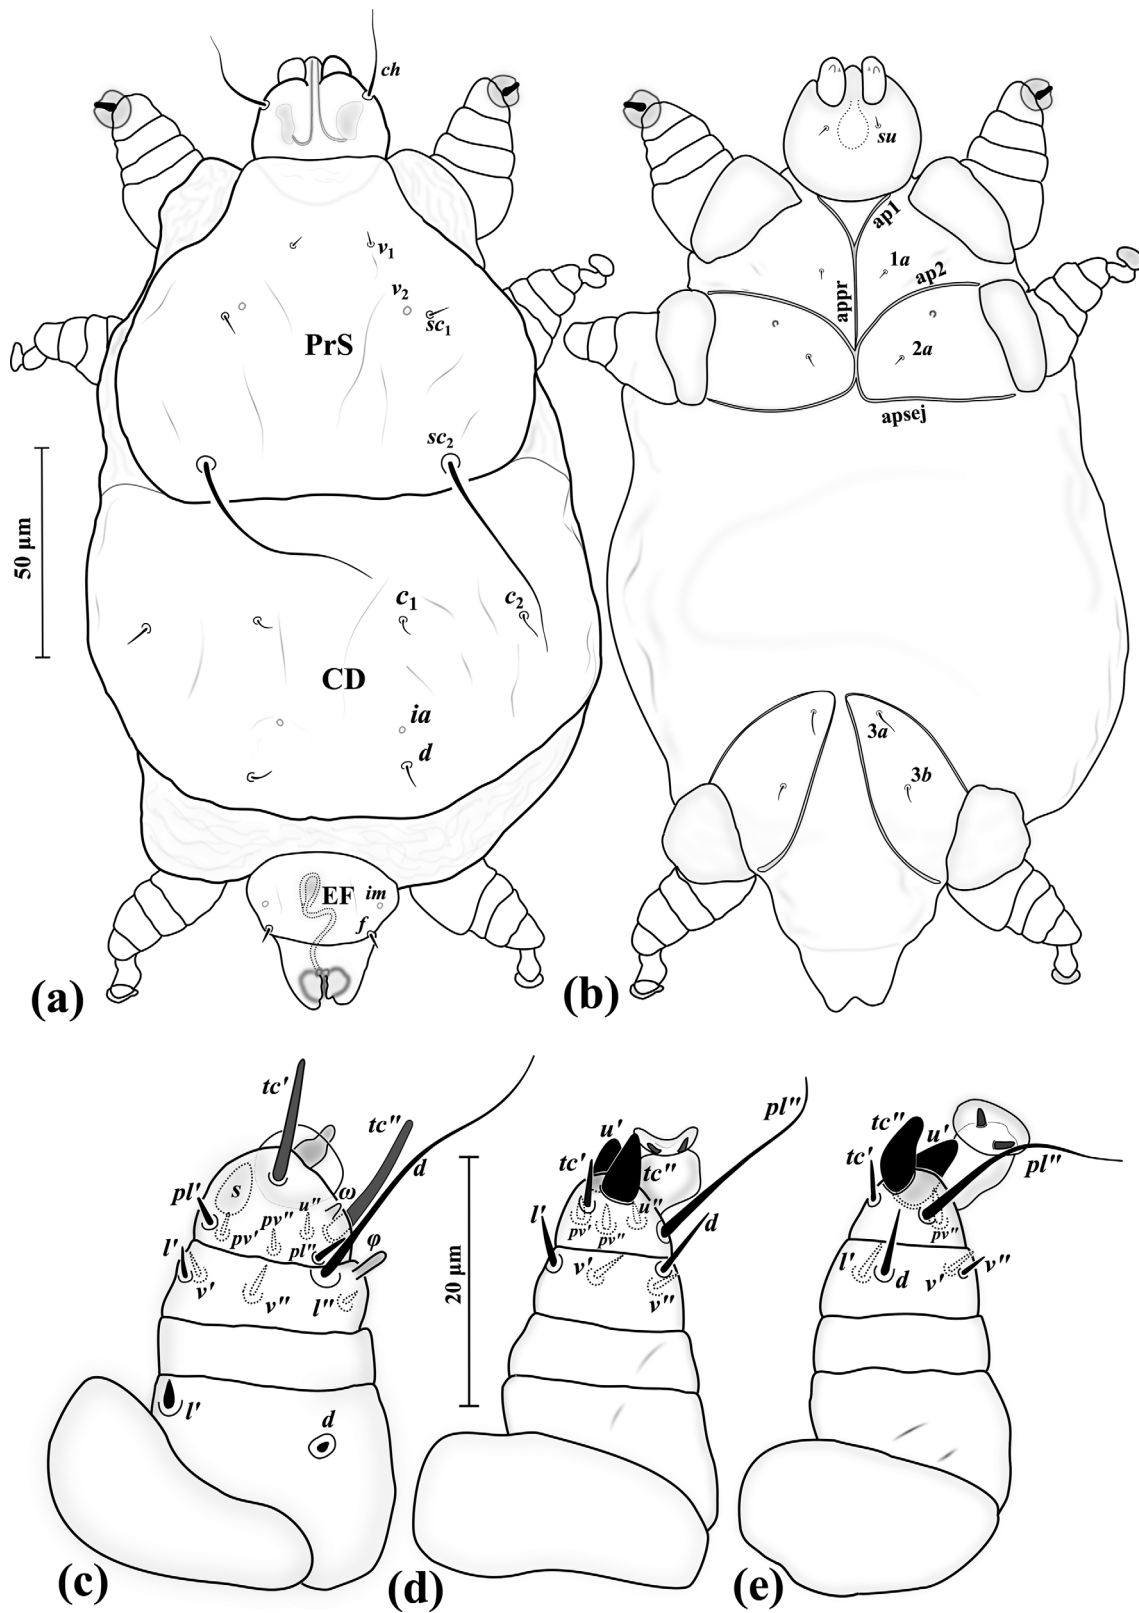 ch
v1
v2
sc1
PrS
sc2
50 µm
c1
c2
CD
ia
d
EF
im
f
(a)
su
ap1
1a
ap2
appr
2a
apsej
3a
3b
(b)
tc'
tc"
d
s
pl'
ω
u"
pv"
pv'
pl"
φ
l'
v'
v"
l"
l'
d
(c)
20 µm
pl"
u'
tc'
tc"
l'
u"
d
pv'
pv"
v'
v"
(d)
tc"
u'
tc'
pl"
pv"
l'
d
v'
v"
(e)